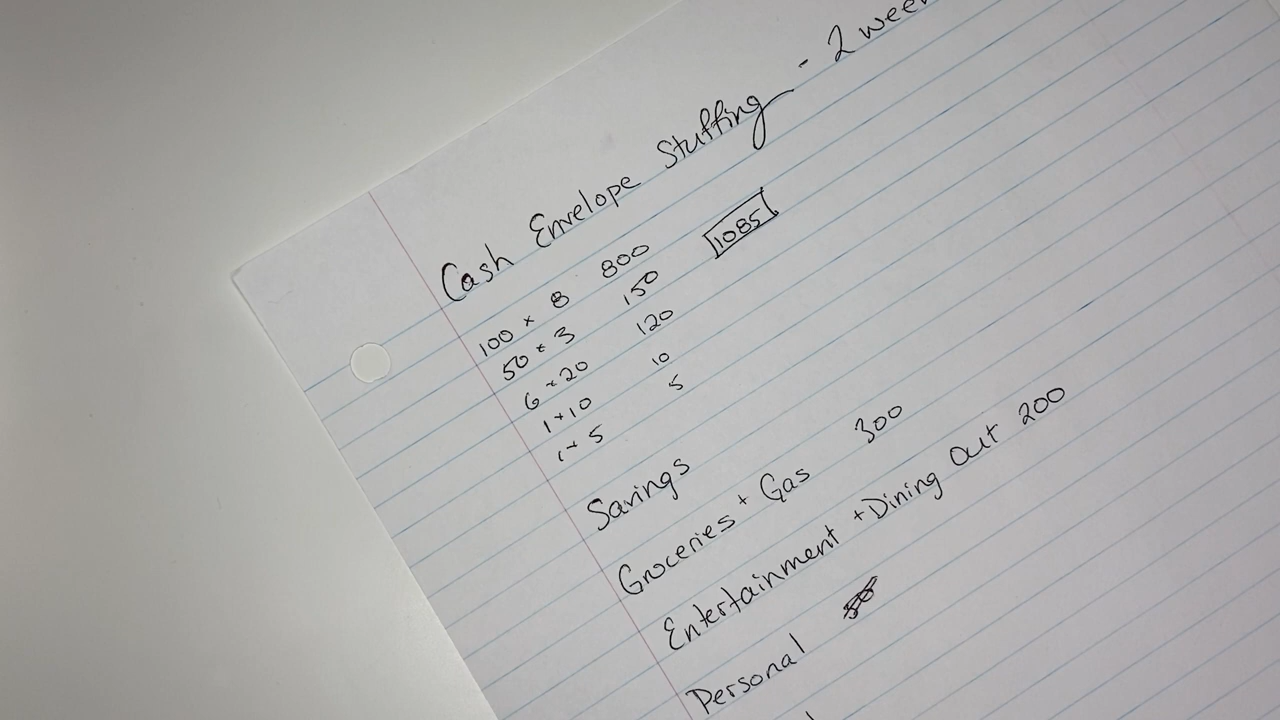 Cash Envelope Stuffing - 2
100 x 8 800 1085
50 x 3 150
6 x 20 120
1 x 10 10
1 x 5 5
Savings
Groceries + Gas 300
Entertainment + Dining Out 200
Personal